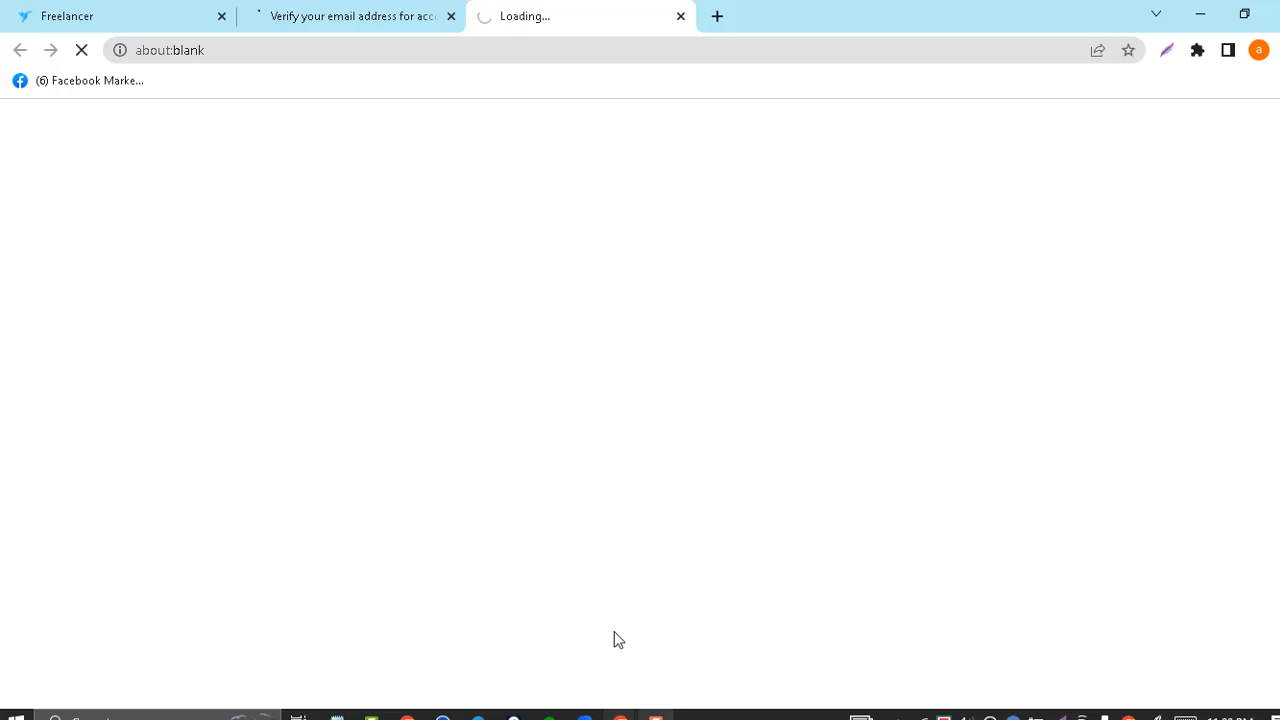 Freelancer
Verify your email address for acc
Loading...
about:blank
(6) Facebook Marke...
a